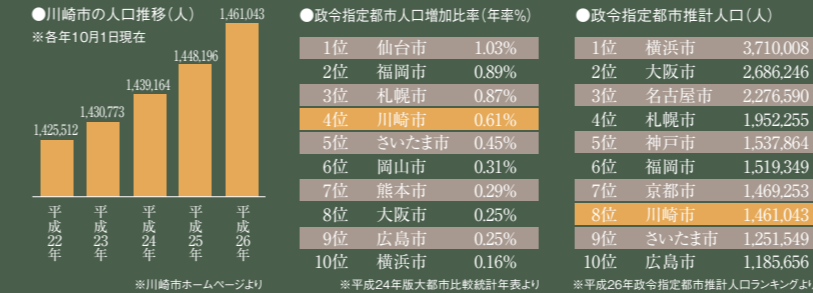 ●川崎市の人口推移（人）
※各年10月1日現在
1,425,512
1,430,773
1,439,164
1,448,196
1,461,043
平成22年
平成23年
平成24年
平成25年
平成26年
※川崎市ホームページより
●政令指定都市人口増加比率（年率%）
1位 仙台市 1.03%
2位 福岡市 0.89%
3位 札幌市 0.87%
4位 川崎市 0.61%
5位 さいたま市 0.45%
6位 岡山市 0.31%
7位 熊本市 0.29%
8位 大阪市 0.25%
9位 広島市 0.25%
10位 横浜市 0.16%
※平成24年版大都市比較統計年表より
●政令指定都市推計人口（人）
1位 横浜市 3,710,008
2位 大阪市 2,686,246
3位 名古屋市 2,276,590
4位 札幌市 1,952,255
5位 神戸市 1,537,864
6位 福岡市 1,519,349
7位 京都市 1,469,253
8位 川崎市 1,461,043
9位 さいたま市 1,251,549
10位 広島市 1,185,656
※平成26年政令指定都市推計人口ランキングより